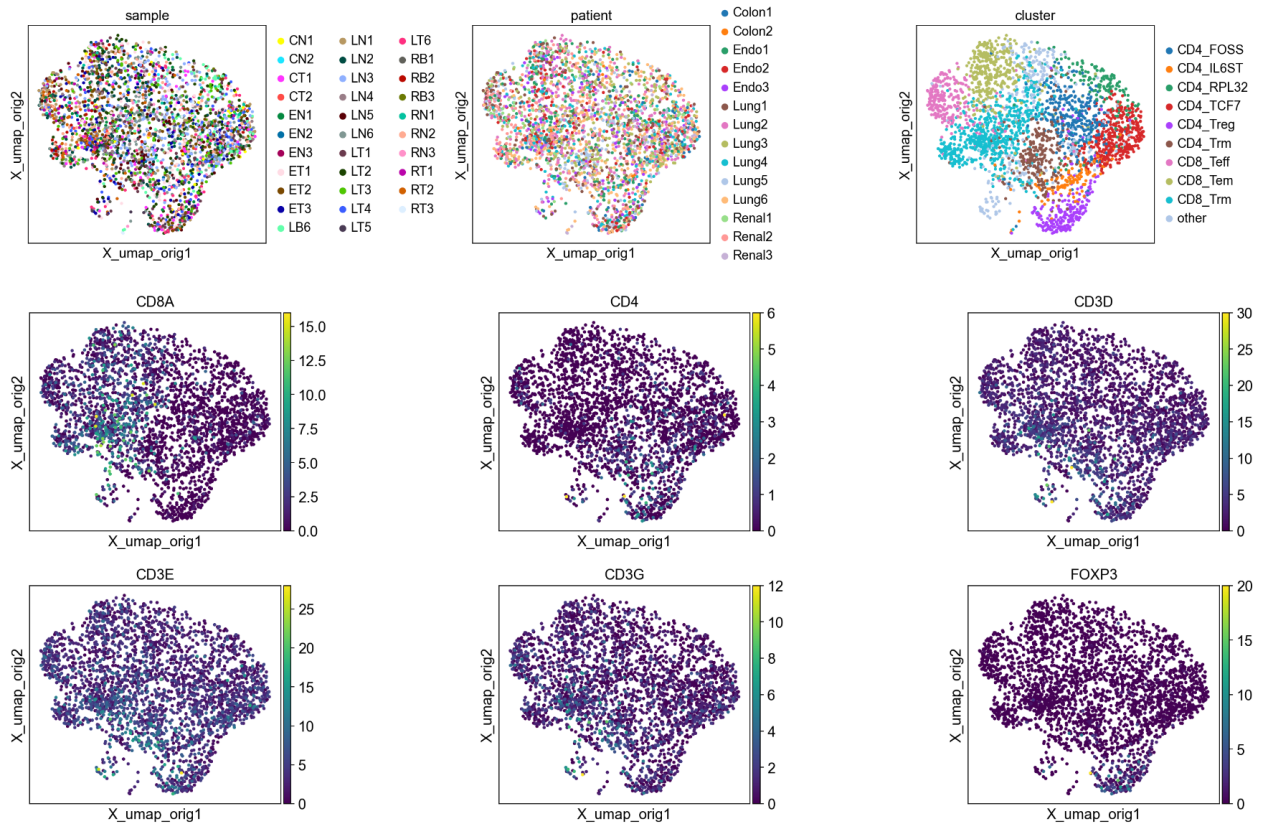 sample
CN1
CN2
CT1
CT2
EN1
EN2
EN3
ET1
ET2
ET3
LB6
LN1
LN2
LN3
LN4
LN5
LN6
LT1
LT2
LT3
LT4
LT5
LT6
RB1
RB2
RB3
RN1
RN2
RN3
RT1
RT2
RT3
X_umap_orig2
X_umap_orig1
patient
Colon1
Colon2
Endo1
Endo2
Endo3
Lung1
Lung2
Lung3
Lung4
Lung5
Lung6
Renal1
Renal2
Renal3
X_umap_orig2
X_umap_orig1
cluster
CD4_FOSS
CD4_IL6ST
CD4_RPL32
CD4_TCF7
CD4_Treg
CD4_Trm
CD8_Teff
CD8_Tem
CD8_Trm
other
X_umap_orig2
X_umap_orig1
CD8A
15.0
12.5
10.0
7.5
5.0
2.5
0.0
X_umap_orig2
X_umap_orig1
CD4
6
5
4
3
2
1
0
X_umap_orig2
X_umap_orig1
CD3D
30
25
20
15
10
5
0
X_umap_orig2
X_umap_orig1
CD3E
25
20
15
10
5
0
X_umap_orig2
X_umap_orig1
CD3G
12
10
8
6
4
2
0
X_umap_orig2
X_umap_orig1
FOXP3
20
15
10
5
0
X_umap_orig2
X_umap_orig1